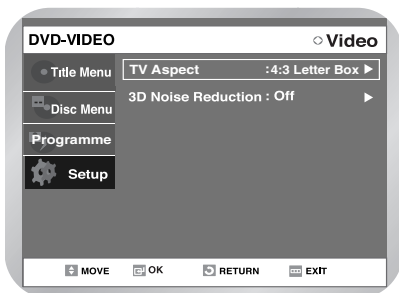 DVD-VIDEO
Video
Title Menu
TV Aspect :4:3 Letter Box
Disc Menu
3D Noise Reduction : Off
Programme
Setup
MOVE OK RETURN EXIT